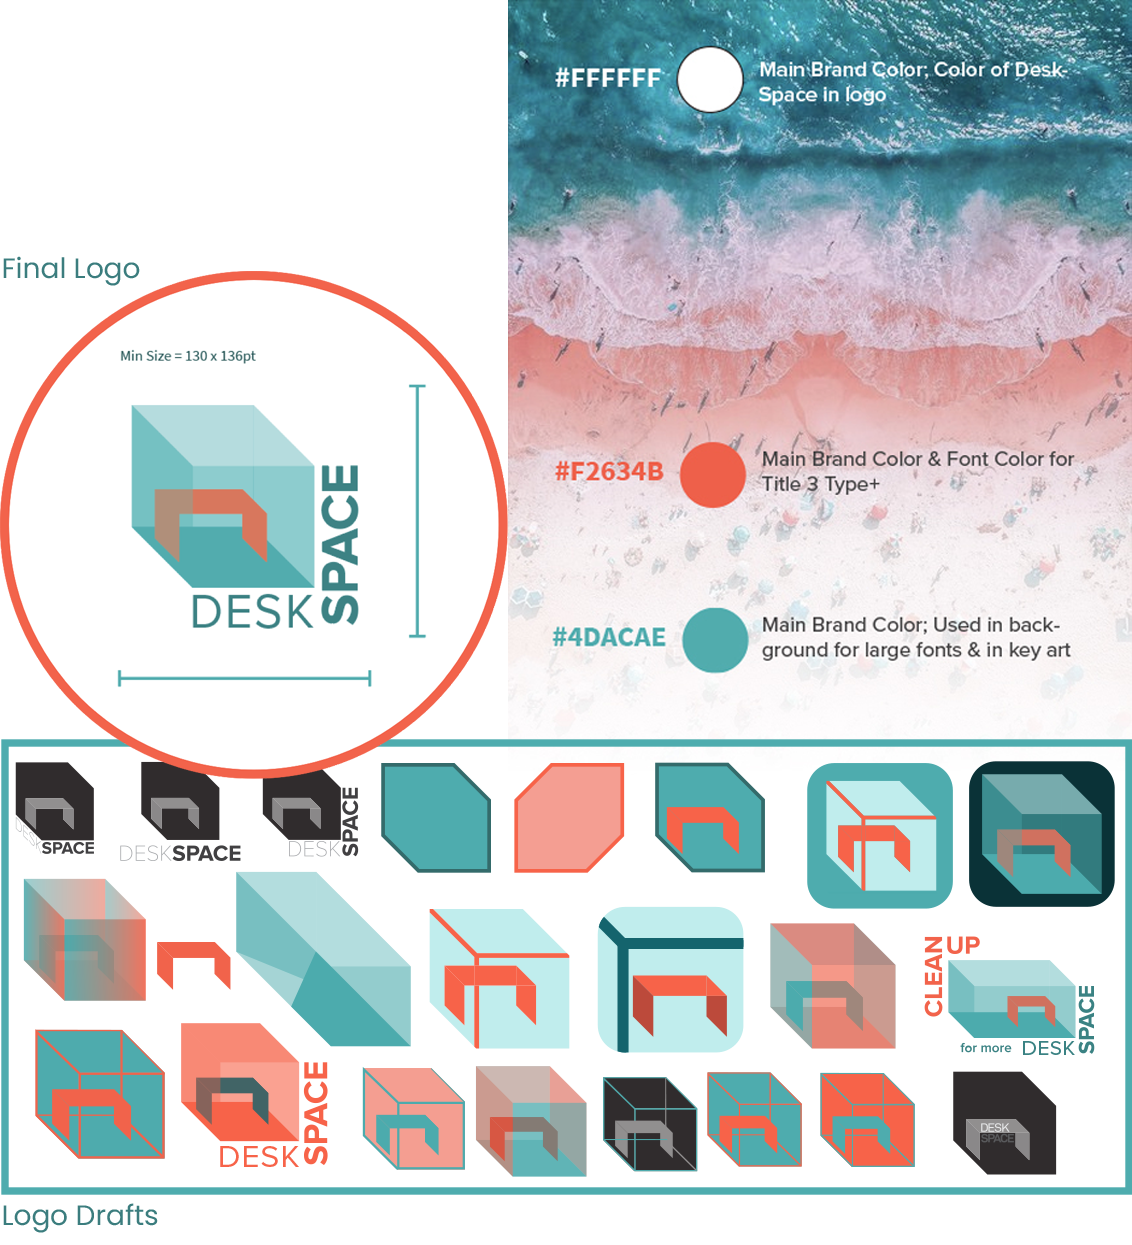 #FFFFFF
Main Brand Color; Color of Desk-
Space in logo
Final Logo
Min Size = 130 x 136pt
DESK
SPACE
#F2634B
Main Brand Color & Font Color for
Title 3 Type+
#4DACAE
Main Brand Color; Used in back-
ground for large fonts & in key art
DESK
SPACE
DESKSPACE
DESK
SPACE
CLEAN
UP
for more
DESK
SPACE
DESK
SPACE
DESK
SPACE
Logo Drafts